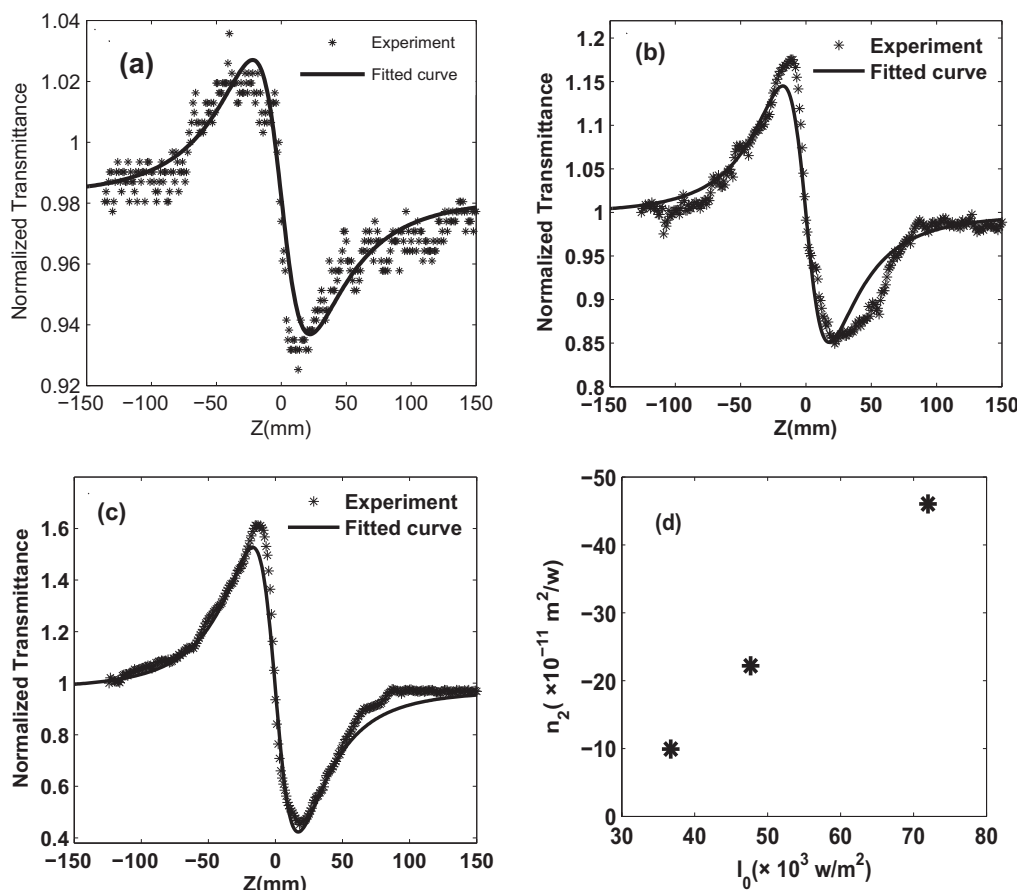 (a)
Experiment
Fitted curve
Normalized Transmittance
1.04
1.02
1
0.98
0.96
0.94
0.92
−150 −100 −50 0 50 100 150
Z(mm)
(b)
Experiment
Fitted curve
Normalized Transmittance
1.2
1.15
1.1
1.05
1
0.95
0.9
0.85
0.8
−150 −100 −50 0 50 100 150
Z(mm)
(c)
Experiment
Fitted curve
Normalized Transmittance
1.6
1.4
1.2
1
0.8
0.6
0.4
−150 −100 −50 0 50 100 150
Z(mm)
(d)
n₂( ×10⁻¹¹ m²/w)
−50
−40
−30
−20
−10
0
30 40 50 60 70 80
I₀(× 10³ w/m²)